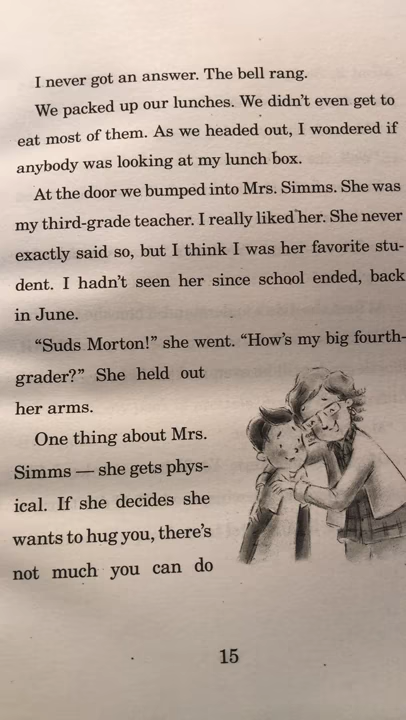 I never got an answer. The bell rang.
We packed up our lunches. We didn't even get to
eat most of them. As we headed out, I wondered if
anybody was looking at my lunch box.
At the door we bumped into Mrs. Simms. She was
my third-grade teacher. I really liked her. She never
exactly said so, but I think I was her favorite stu-
dent. I hadn't seen her since school ended, back
in June.
“Suds Morton!” she went. “How's my big fourth-
grader?” She held out
her arms.
One thing about Mrs.
Simms — she gets phys-
ical. If she decides she
wants to hug you, there's
not much you can do
15